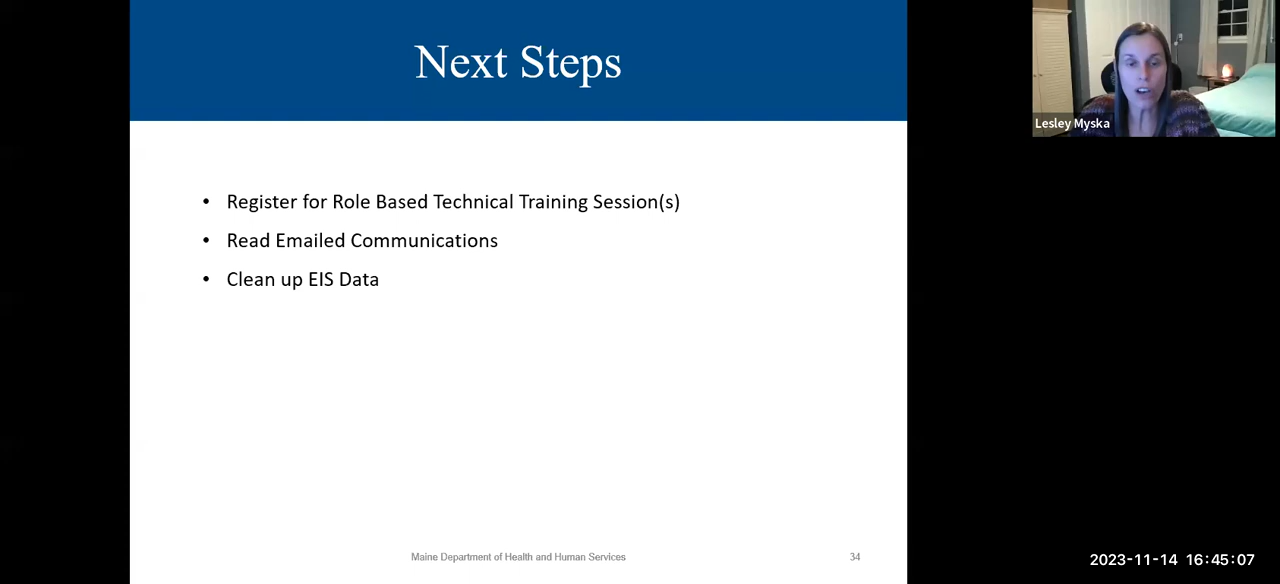 Next Steps
• Register for Role Based Technical Training Session(s)
• Read Emailed Communications
• Clean up EIS Data
Maine Department of Health and Human Services
34
Lesley Myska
2023-11-14 16:45:07